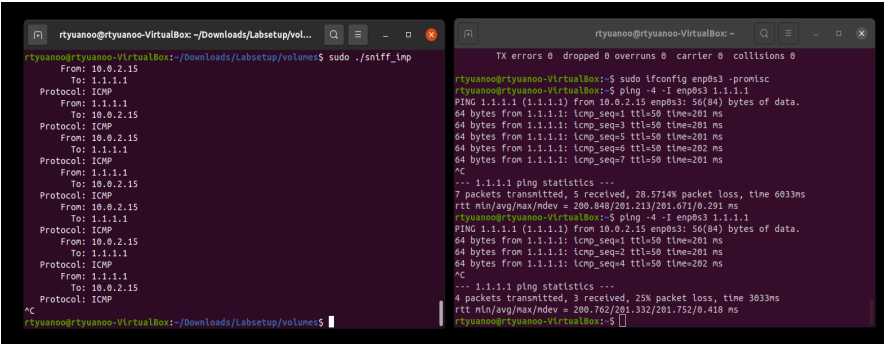 rtyuanoo@rtyuanoo-VirtualBox: ~/Downloads/Labsetup/vol...
rtyuanoo@rtyuanoo-VirtualBox:~/Downloads/Labsetup/volumes$ sudo ./sniff_imp
From: 10.0.2.15
To: 1.1.1.1
Protocol: ICMP
From: 1.1.1.1
To: 10.0.2.15
Protocol: ICMP
From: 10.0.2.15
To: 1.1.1.1
Protocol: ICMP
From: 1.1.1.1
To: 10.0.2.15
Protocol: ICMP
From: 10.0.2.15
To: 1.1.1.1
Protocol: ICMP
From: 10.0.2.15
To: 1.1.1.1
Protocol: ICMP
From: 1.1.1.1
To: 10.0.2.15
Protocol: ICMP
^C
rtyuanoo@rtyuanoo-VirtualBox:~/Downloads/Labsetup/volumes$
rtyuanoo@rtyuanoo-VirtualBox: ~
TX errors 0 dropped 0 overruns 0 carrier 0 collisions 0
rtyuanoo@rtyuanoo-VirtualBox:~$ sudo ifconfig enp0s3 -promisc
rtyuanoo@rtyuanoo-VirtualBox:~$ ping -4 -I enp0s3 1.1.1.1
PING 1.1.1.1 (1.1.1.1) from 10.0.2.15 enp0s3: 56(84) bytes of data.
64 bytes from 1.1.1.1: icmp_seq=1 ttl=50 time=201 ms
64 bytes from 1.1.1.1: icmp_seq=3 ttl=50 time=201 ms
64 bytes from 1.1.1.1: icmp_seq=5 ttl=50 time=201 ms
64 bytes from 1.1.1.1: icmp_seq=6 ttl=50 time=202 ms
64 bytes from 1.1.1.1: icmp_seq=7 ttl=50 time=201 ms
^C
--- 1.1.1.1 ping statistics ---
7 packets transmitted, 5 received, 28.5714% packet loss, time 6033ms
rtt min/avg/max/mdev = 200.848/201.213/201.671/0.291 ms
rtyuanoo@rtyuanoo-VirtualBox:~$ ping -4 -I enp0s3 1.1.1.1
PING 1.1.1.1 (1.1.1.1) from 10.0.2.15 enp0s3: 56(84) bytes of data.
64 bytes from 1.1.1.1: icmp_seq=1 ttl=50 time=201 ms
64 bytes from 1.1.1.1: icmp_seq=2 ttl=50 time=201 ms
64 bytes from 1.1.1.1: icmp_seq=4 ttl=50 time=202 ms
^C
--- 1.1.1.1 ping statistics ---
4 packets transmitted, 3 received, 25% packet loss, time 3033ms
rtt min/avg/max/mdev = 200.762/201.332/201.752/0.418 ms
rtyuanoo@rtyuanoo-VirtualBox:~$